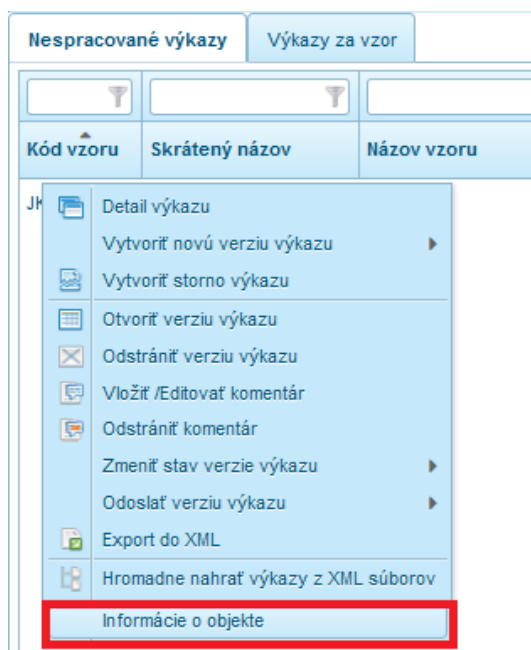 Nespracované výkazy Výkazy za vzor
Kód vzoru Skrátený názov Názov vzoru
Detail výkazu
Vytvoriť novú verziu výkazu
Vytvoriť storno výkazu
Otvoriť verziu výkazu
Odstrániť verziu výkazu
Vložiť /Editovať komentár
Odstrániť komentár
Zmeniť stav verzie výkazu
Odoslať verziu výkazu
Export do XML
Hromadne nahrať výkazy z XML súborov
Informácie o objekte